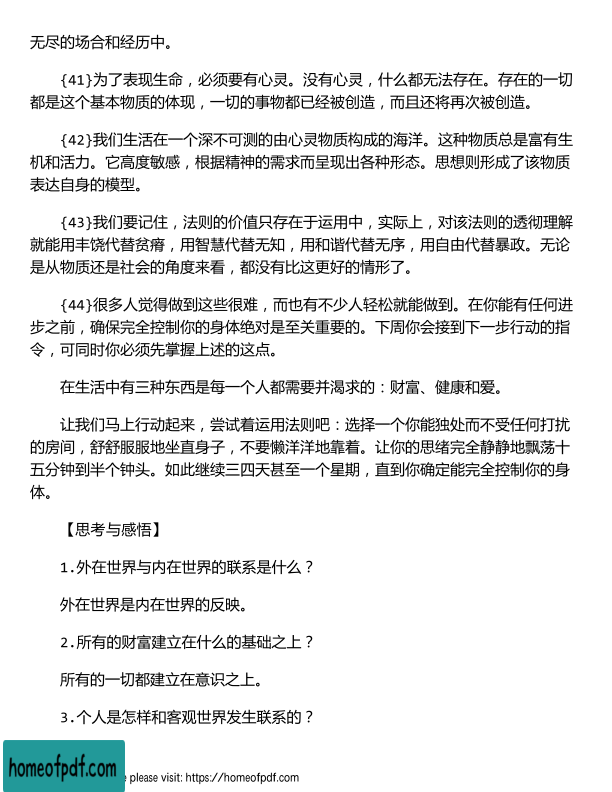 无尽的场合和经历中。
{41}为了表现生命，必须要有心灵。没有心灵，什么都无法存在。存在的一切
都是这个基本物质的体现，一切的事物都已经被创造，而且还将再次被创造。
{42}我们生活在一个深不可测的由心灵物质构成的海洋。这种物质总是富有生
机和活力。它高度敏感，根据精神的需求而呈现出各种形态。思想则形成了该物质
表达自身的模型。
{43}我们要记住，法则的价值只存在于运用中，实际上，对该法则的透彻理解
就能用丰饶代替贫瘠，用智慧代替无知，用和谐代替无序，用自由代替暴政。无论
是从物质还是社会的角度来看，都没有比这更好的情形了。
{44}很多人觉得做到这些很难，而也有不少人轻松就能做到。在你能有任何进
步之前，确保完全控制你的身体绝对是至关重要的。下周你会接到下一步行动的指
令，可同时你必须先掌握上述的这点。
在生活中有三种东西是每一个人都需要并渴求的：财富、健康和爱。
让我们马上行动起来，尝试着运用法则吧：选择一个你能独处而不受任何打扰
的房间，舒舒服服地坐直身子，不要懒洋洋地靠着。让你的思绪完全静静地飘荡十
五分钟到半个钟头。如此继续三四天甚至一个星期，直到你确定能完全控制你的身
体。
【思考与感悟】
1.外在世界与内在世界的联系是什么？
外在世界是内在世界的反映。
2.所有的财富建立在什么的基础之上？
所有的一切都建立在意识之上。
3.个人是怎样和客观世界发生联系的？
homeofpdf.com
e please visit: https://homeofpdf.com